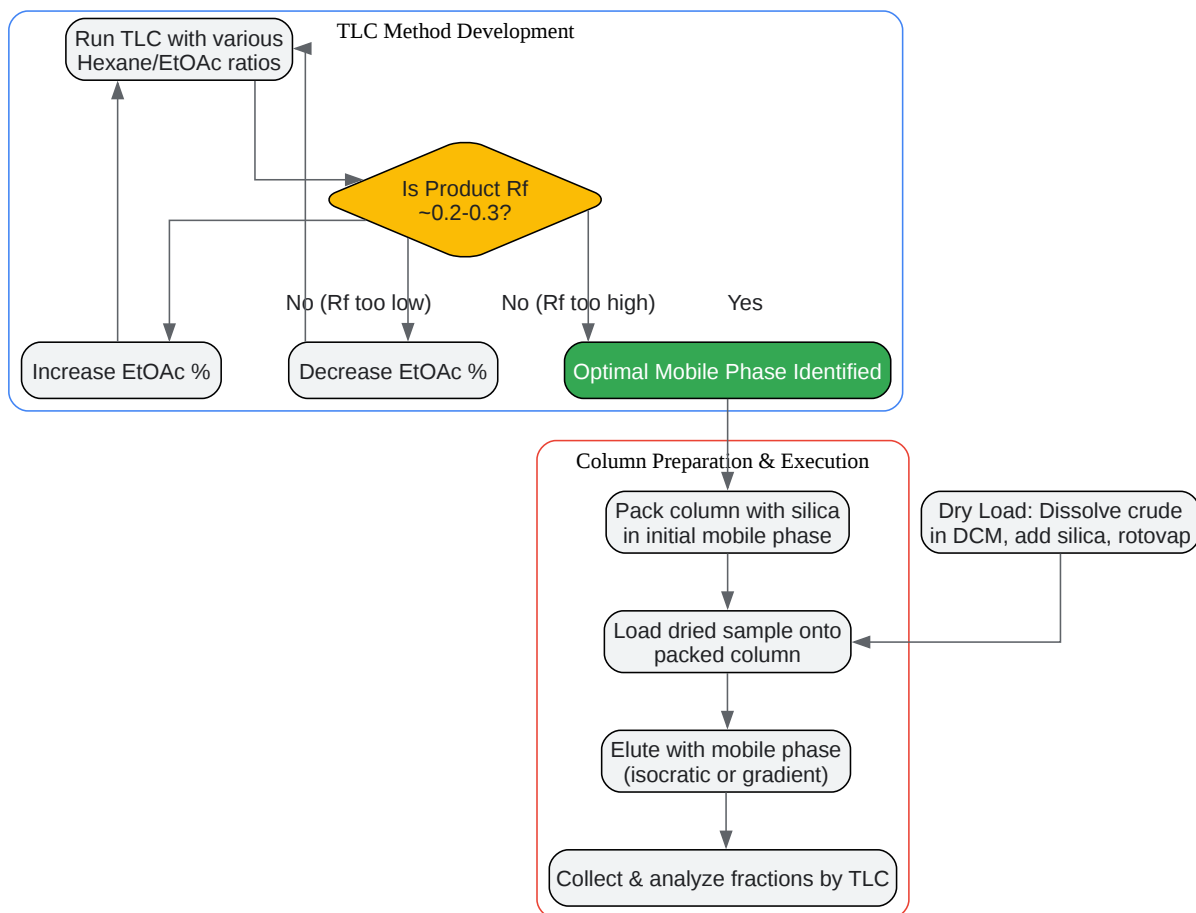 TLC Method Development
Run TLC with various
Hexane/EtOAc ratios
Is Product Rf
~0.2-0.3?
No (Rf too low)
No (Rf too high)
Yes
Increase EtOAc %
Decrease EtOAc %
Optimal Mobile Phase Identified
Column Preparation & Execution
Pack column with silica
in initial mobile phase
Dry Load: Dissolve crude
in DCM, add silica, rotovap
Load dried sample onto
packed column
Elute with mobile phase
(isocratic or gradient)
Collect & analyze fractions by TLC